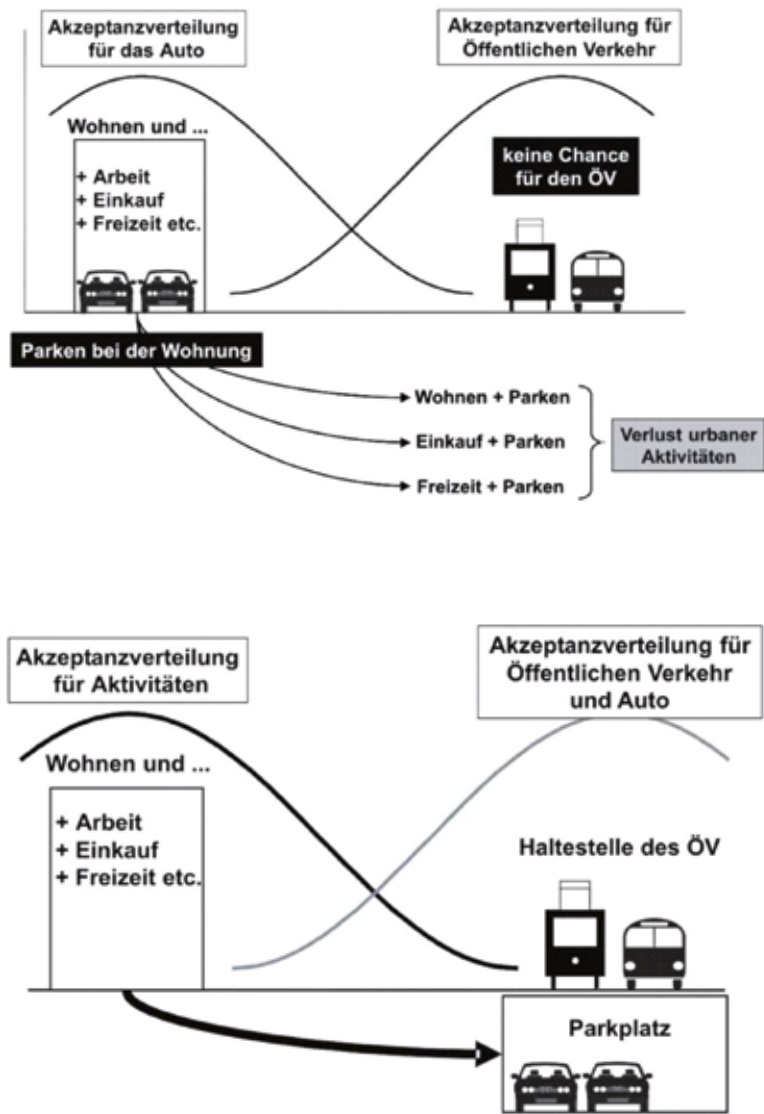 Akzeptanzverteilung
für das Auto
Akzeptanzverteilung für
Öffentlichen Verkehr
Wohnen und ...
+ Arbeit
+ Einkauf
+ Freizeit etc.
keine Chance
für den ÖV
Parken bei der Wohnung
Wohnen + Parken
Einkauf + Parken
Freizeit + Parken
Verlust urbaner
Aktivitäten
Akzeptanzverteilung
für Aktivitäten
Akzeptanzverteilung für
Öffentlichen Verkehr
und Auto
Wohnen und ...
+ Arbeit
+ Einkauf
+ Freizeit etc.
Haltestelle des ÖV
Parkplatz